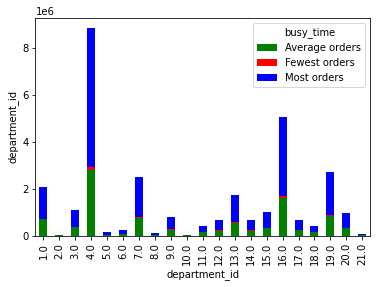 1e6
busy_time
Average orders
Fewest orders
Most orders
8
6
4
2
0
department_id
1.0 2.0 3.0 4.0 5.0 6.0 7.0 8.0 9.0 10.0 11.0 12.0 13.0 14.0 15.0 16.0 17.0 18.0 19.0 20.0 21.0
department_id